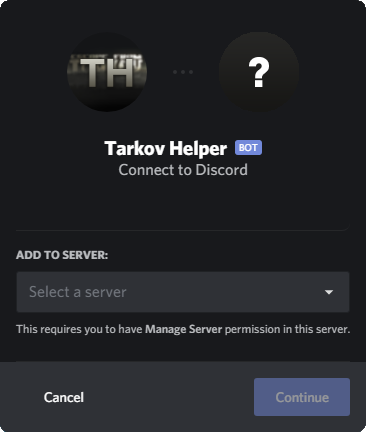 TH
?
Tarkov Helper BOT
Connect to Discord
ADD TO SERVER:
Select a server
This requires you to have Manage Server permission in this server.
Cancel
Continue